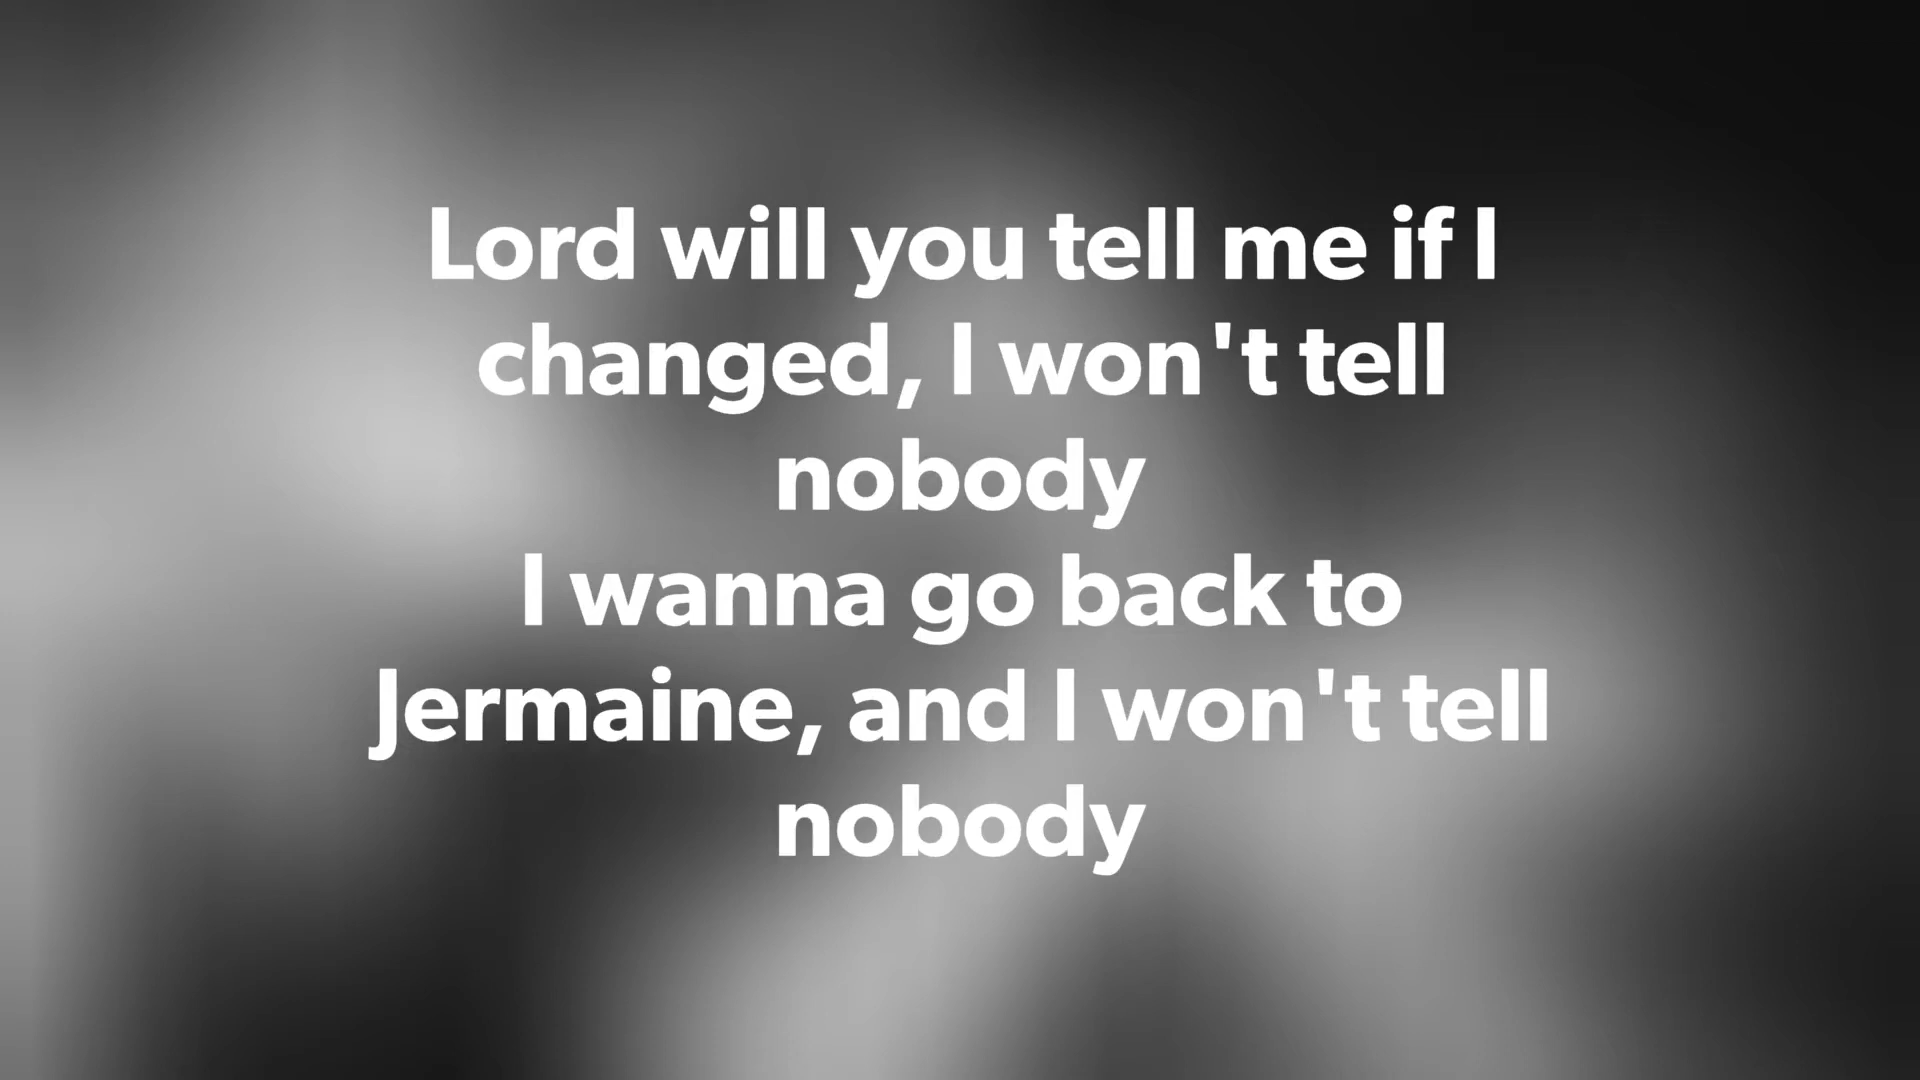 Lord will you tell me if I
changed, I won't tell
nobody
I wanna go back to
Jermaine, and I won't tell
nobody